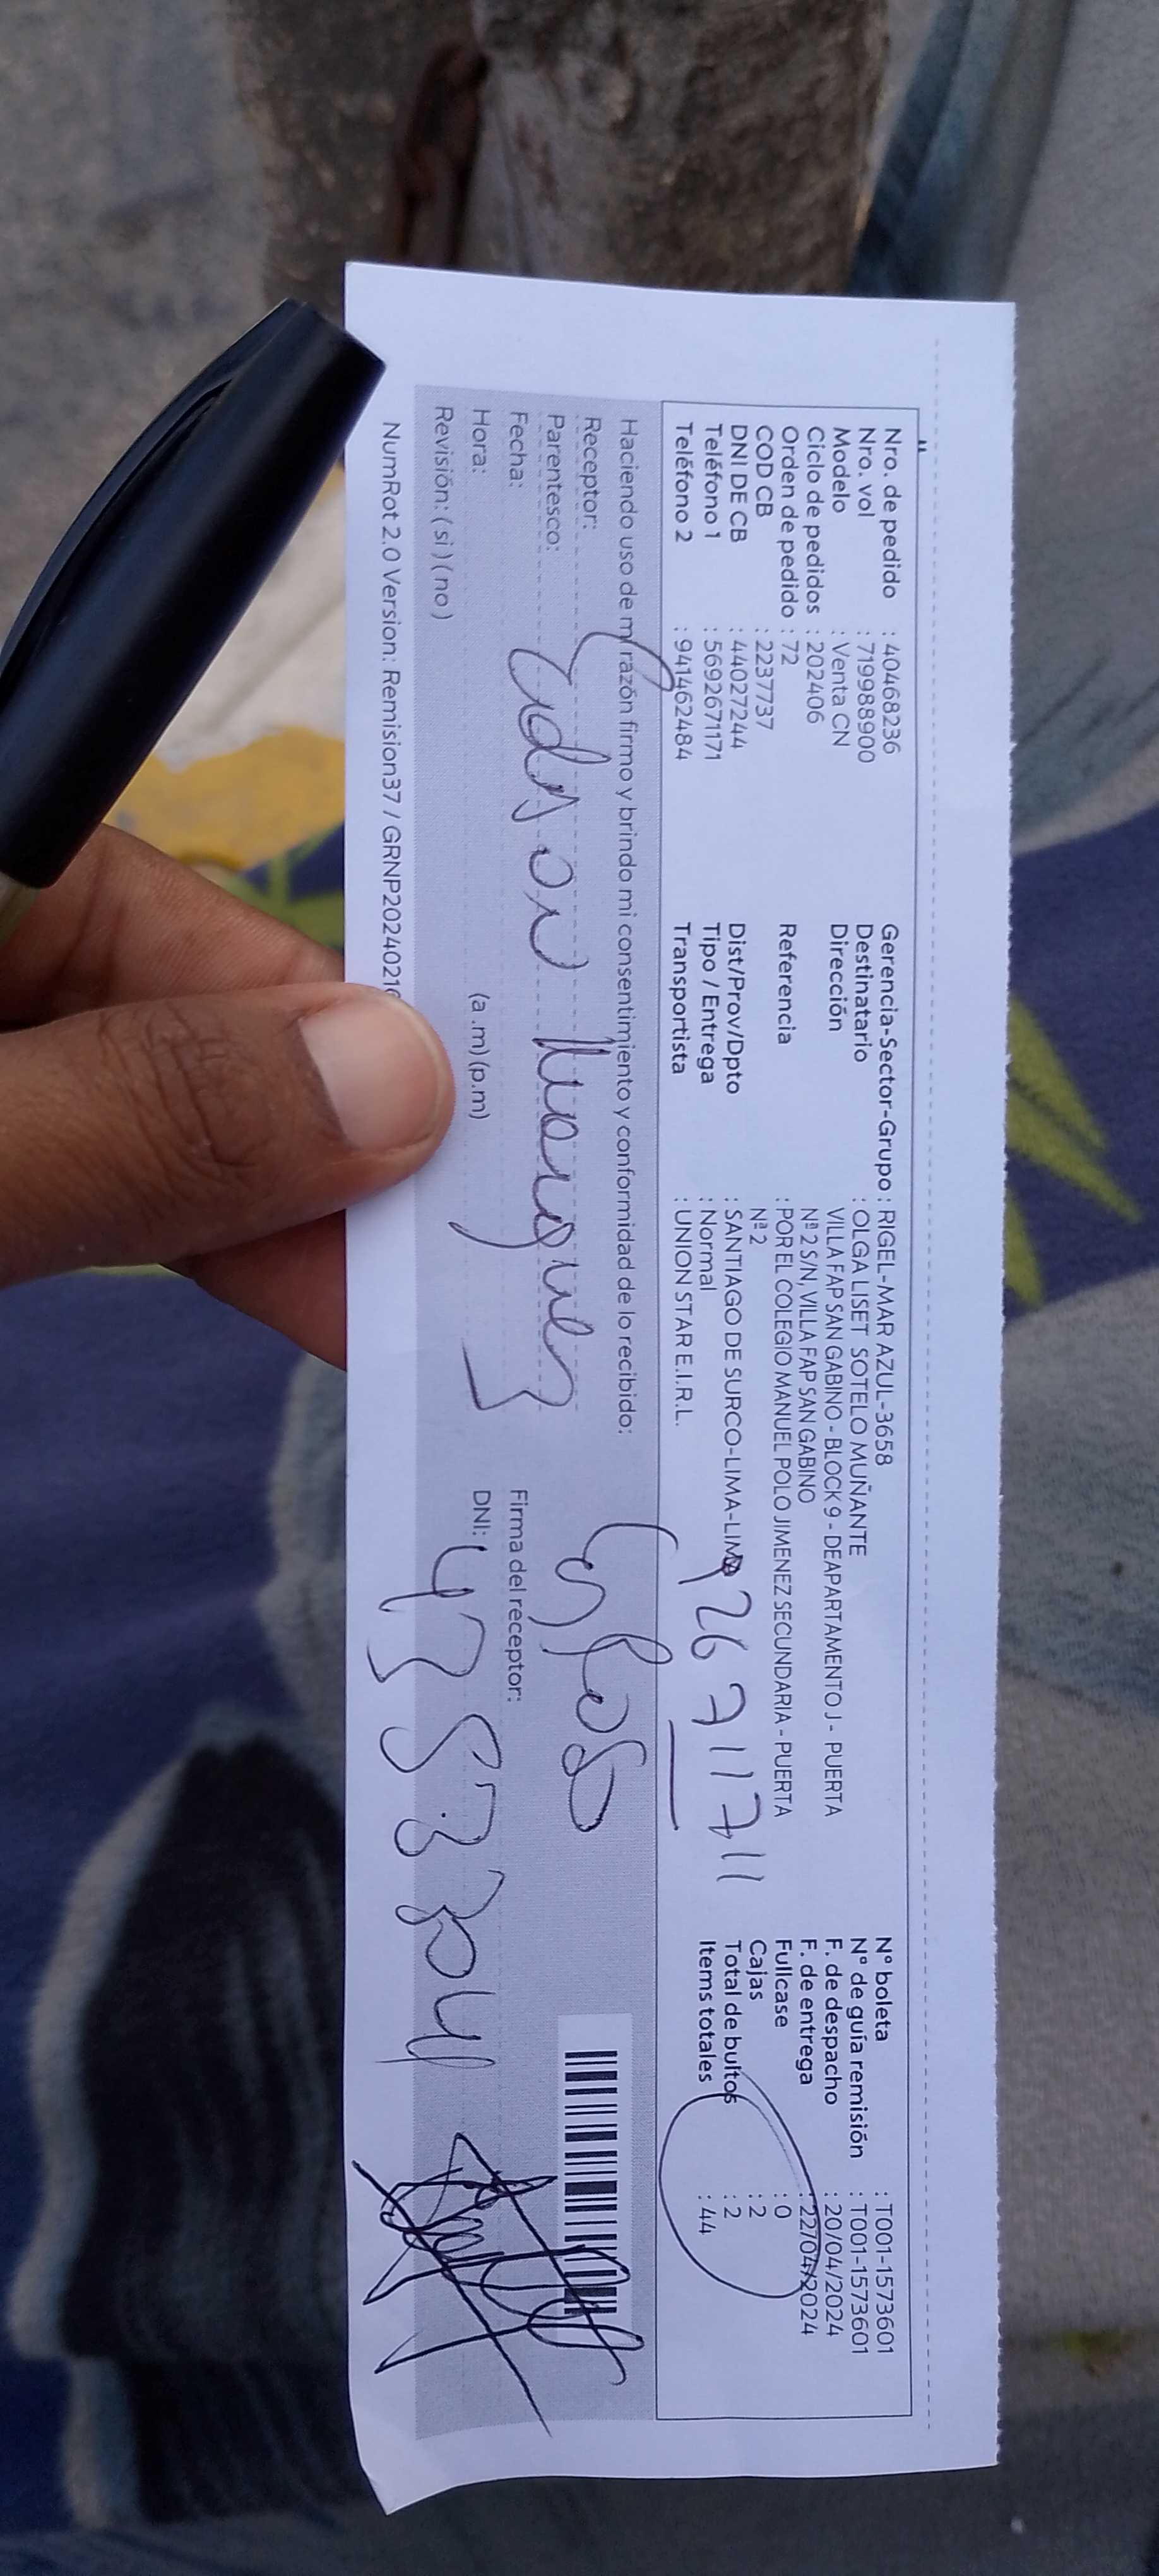 Nro. de pedido : 40468236
Nro. vol : 719988900
Modelo : Venta CN
Ciclo de pedidos : 202406
Orden de pedido : 72
COD CB : 2237737
DNI DE CB : 44027244
Teléfono 1 : 5692671171
Teléfono 2 : 941462484
Gerencia-Sector-Grupo : RIGEL-MAR AZUL-3658
Destinatario : OLGA LISET SOTELO MUÑANTE
Dirección VILLA FAP SAN GABINO - BLOCK 9 - DEAPARTAMENTO J - PUERTA
Nª 2 S/N, VILLA FAP SAN GABINO
Referencia : POR EL COLEGIO MANUEL POLO JIMENEZ SECUNDARIA - PUERTA
Nª 2
Dist/Prov/Dpto : SANTIAGO DE SURCO-LIMA-LIMA
Tipo / Entrega : Normal
Transportista : UNION STAR E.I.R.L.
926 711711
Nº boleta : T001-1573601
Nº de guía remisión : T001-1573601
F. de despacho : 20/04/2024
F. de entrega : 22/04/2024
Fullcase : 0
Cajas : 2
Total de bultos : 2
Items totales : 44
Haciendo uso de mi razón firmo y brindo mi consentimiento y conformidad de lo recibido:
Receptor:
Parentesco:
Edson
Fecha:
Hora: (a .m) (p.m)
Revisión: ( si ) ( no )
Firma del receptor:
DNI:
NumRot 2.0 Version: Remision37 / GRNP2024021